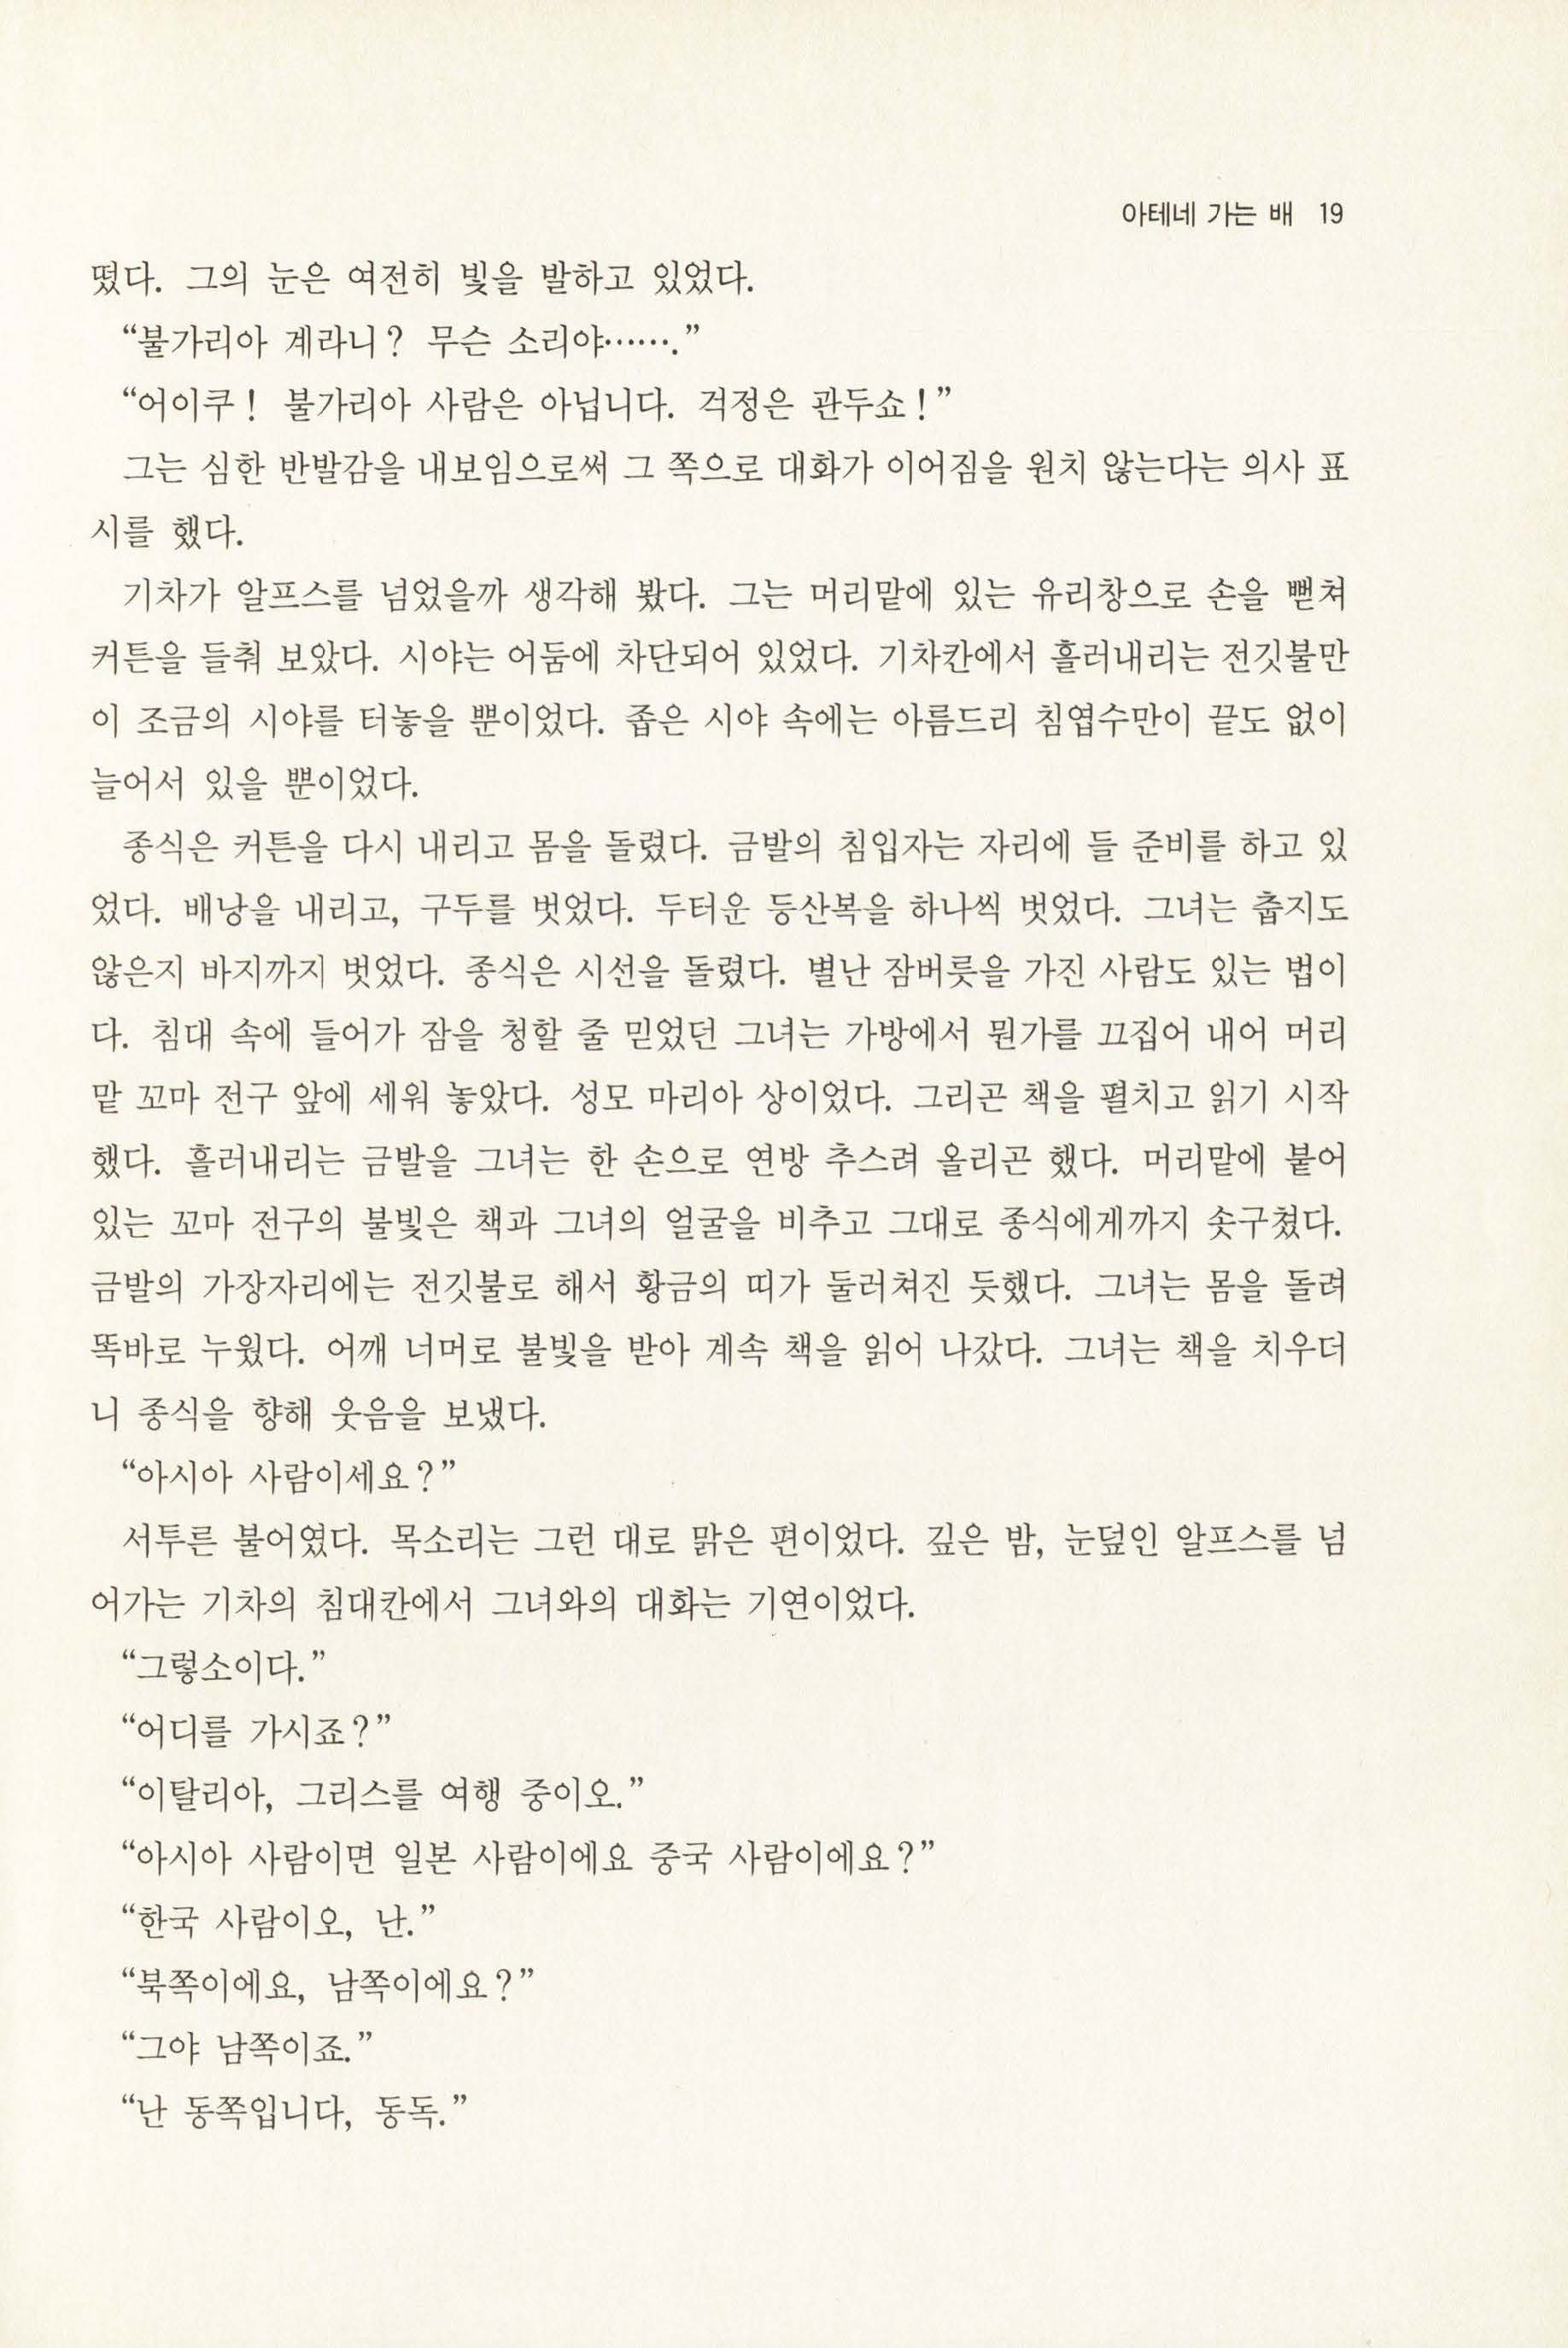 아테네 가는 배 19
떴다. 그의 눈은 여전히 빛을 발하고 있었다.
“불가리아 계라니? 무슨 소리야…….”
“어이쿠! 불가리아 사람은 아닙니다. 걱정은 관두쇼!”
그는 심한 반발감을 내보임으로써 그 쪽으로 대화가 이어짐을 원치 않는다는 의사 표
시를 했다.
기차가 알프스를 넘었을까 생각해 봤다. 그는 머리맡에 있는 유리창으로 손을 뻗쳐
커튼을 들춰 보았다. 시야는 어둠에 차단되어 있었다. 기차칸에서 흘러내리는 전깃불만
이 조금의 시야를 터놓을 뿐이었다. 좁은 시야 속에는 아름드리 침엽수만이 끝도 없이
늘어서 있을 뿐이었다.
종식은 커튼을 다시 내리고 몸을 돌렸다. 금발의 침입자는 자리에 들 준비를 하고 있
었다. 배낭을 내리고, 구두를 벗었다. 두터운 등산복을 하나씩 벗었다. 그녀는 춥지도
않은지 바지까지 벗었다. 종식은 시선을 돌렸다. 별난 잠버릇을 가진 사람도 있는 법이
다. 침대 속에 들어가 잠을 청할 줄 믿었던 그녀는 가방에서 뭔가를 끄집어 내어 머리
맡 꼬마 전구 앞에 세워 놓았다. 성모 마리아 상이었다. 그리곤 책을 펼치고 읽기 시작
했다. 흘러내리는 금발을 그녀는 한 손으로 연방 추스려 올리곤 했다. 머리맡에 붙어
있는 꼬마 전구의 불빛은 책과 그녀의 얼굴을 비추고 그대로 종식에게까지 솟구쳤다.
금발의 가장자리에는 전깃불로 해서 황금의 띠가 둘러쳐진 듯했다. 그녀는 몸을 돌려
똑바로 누웠다. 어깨 너머로 불빛을 받아 계속 책을 읽어 나갔다. 그녀는 책을 치우더
니 종식을 향해 웃음을 보냈다.
“아시아 사람이세요?”
서투른 불어였다. 목소리는 그런 대로 맑은 편이었다. 깊은 밤, 눈덮인 알프스를 넘
어가는 기차의 침대칸에서 그녀와의 대화는 기연이었다.
“그렇소이다.”
“어디를 가시죠?”
“이탈리아, 그리스를 여행 중이오.”
“아시아 사람이면 일본 사람이에요 중국 사람이에요?”
“한국 사람이오, 난.”
“북쪽이에요, 남쪽이에요?”
“그야 남쪽이죠.”
“난 동쪽입니다, 동독.”